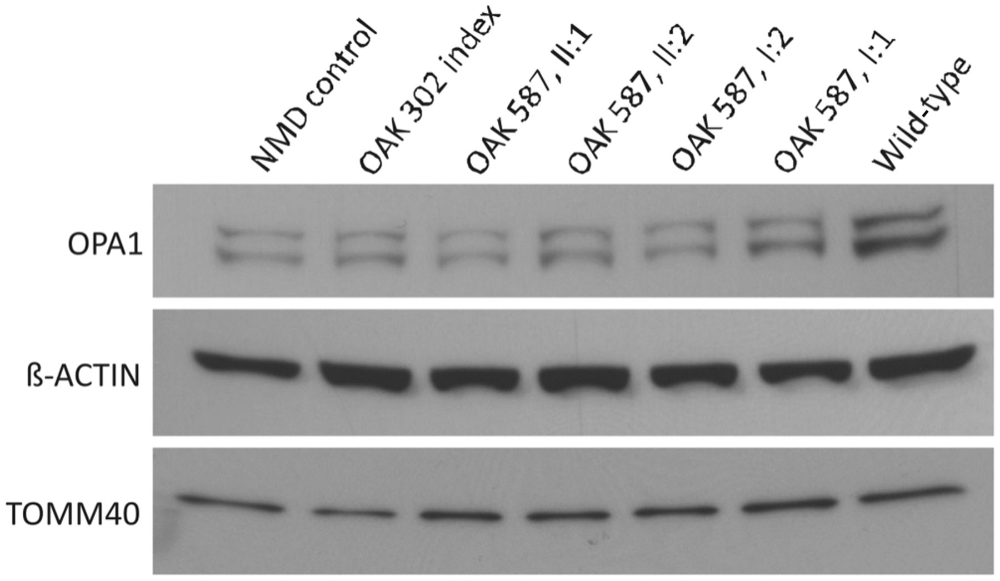 NMD control
OAK 302 index
OAK 587, II:1
OAK 587, II:2
OAK 587, I:2
OAK 587, I:1
Wild-type
OPA1
ß-ACTIN
TOMM40